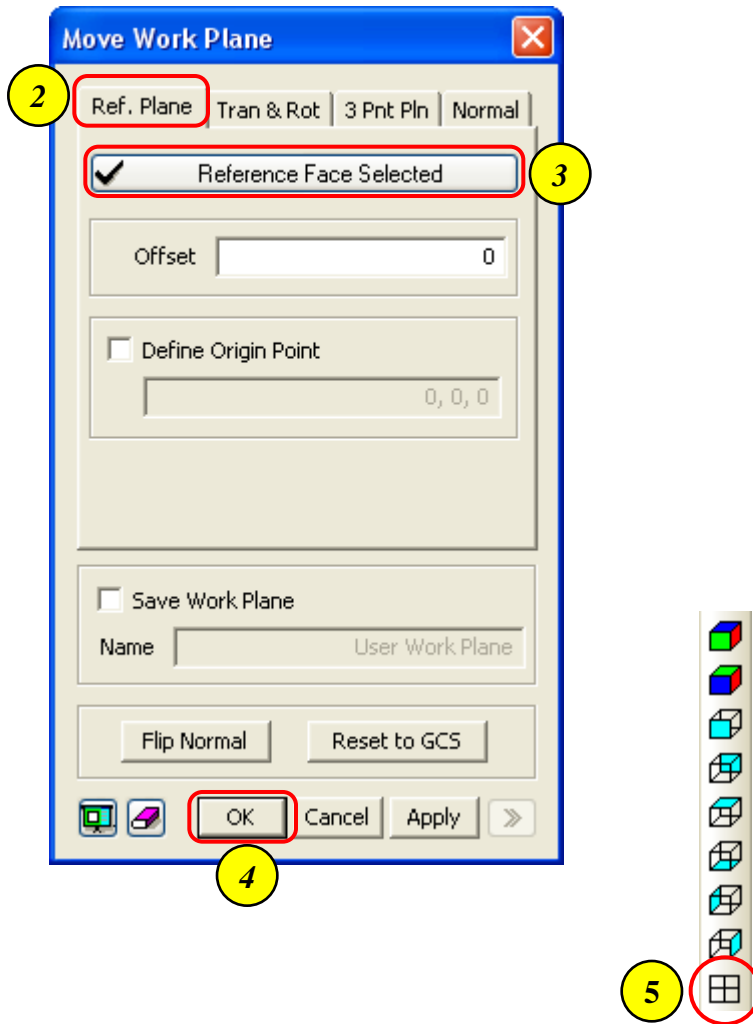 Move Work Plane
2
Ref. Plane Tran & Rot 3 Pnt Pln Normal
Reference Face Selected
3
Offset 0
Define Origin Point
0, 0, 0
Save Work Plane
Name User Work Plane
Flip Normal Reset to GCS
OK Cancel Apply
4
5